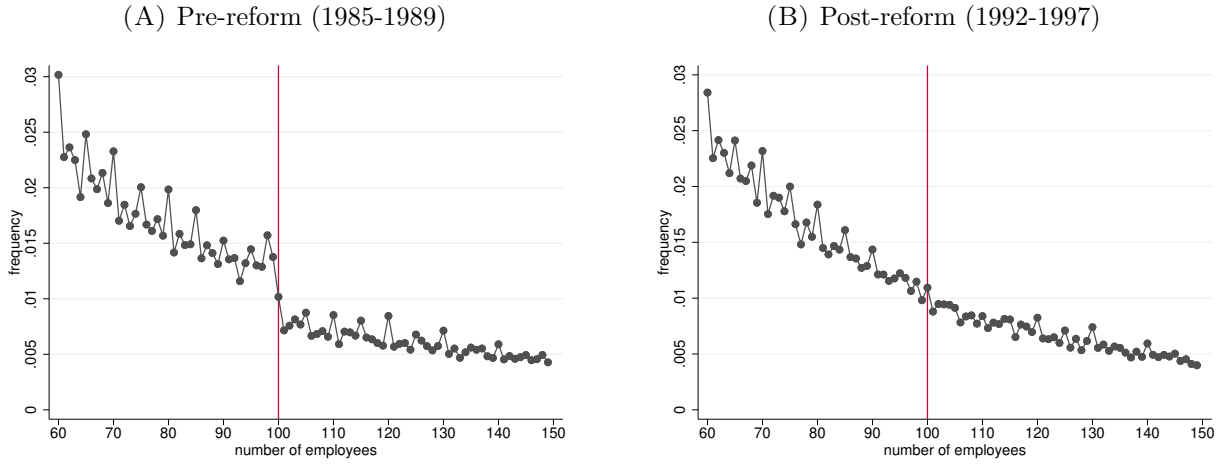 (A) Pre-reform (1985-1989)
.03
.025
.02
.015
.01
.005
0
frequency
60 70 80 90 100 110 120 130 140 150
number of employees
(B) Post-reform (1992-1997)
.03
.025
.02
.015
.01
.005
0
frequency
60 70 80 90 100 110 120 130 140 150
number of employees